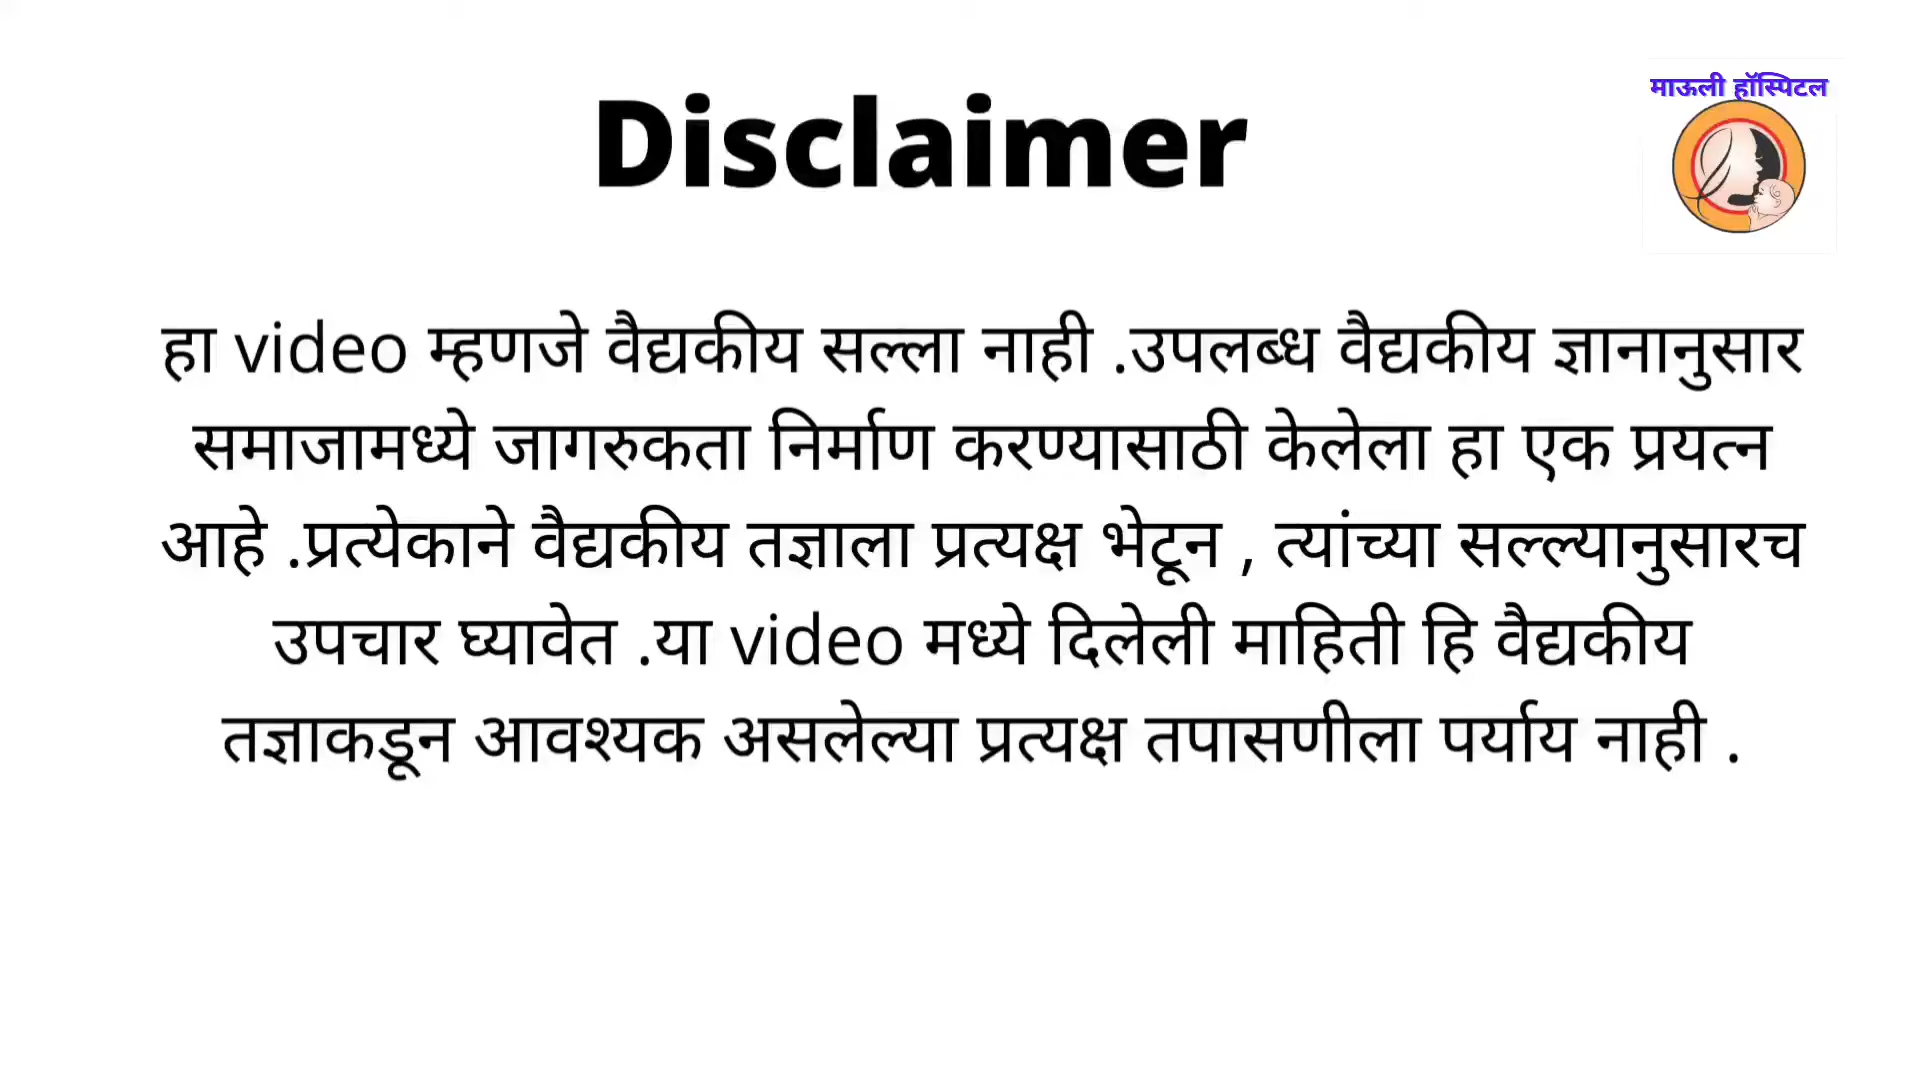 माऊली हॉस्पिटल
Disclaimer
हा video म्हणजे वैद्यकीय सल्ला नाही .उपलब्ध वैद्यकीय ज्ञानानुसार
समाजामध्ये जागरुकता निर्माण करण्यासाठी केलेला हा एक प्रयत्न
आहे .प्रत्येकाने वैद्यकीय तज्ञाला प्रत्यक्ष भेटून , त्यांच्या सल्ल्यानुसारच
उपचार घ्यावेत .या video मध्ये दिलेली माहिती हि वैद्यकीय
तज्ञाकडून आवश्यक असलेल्या प्रत्यक्ष तपासणीला पर्याय नाही .